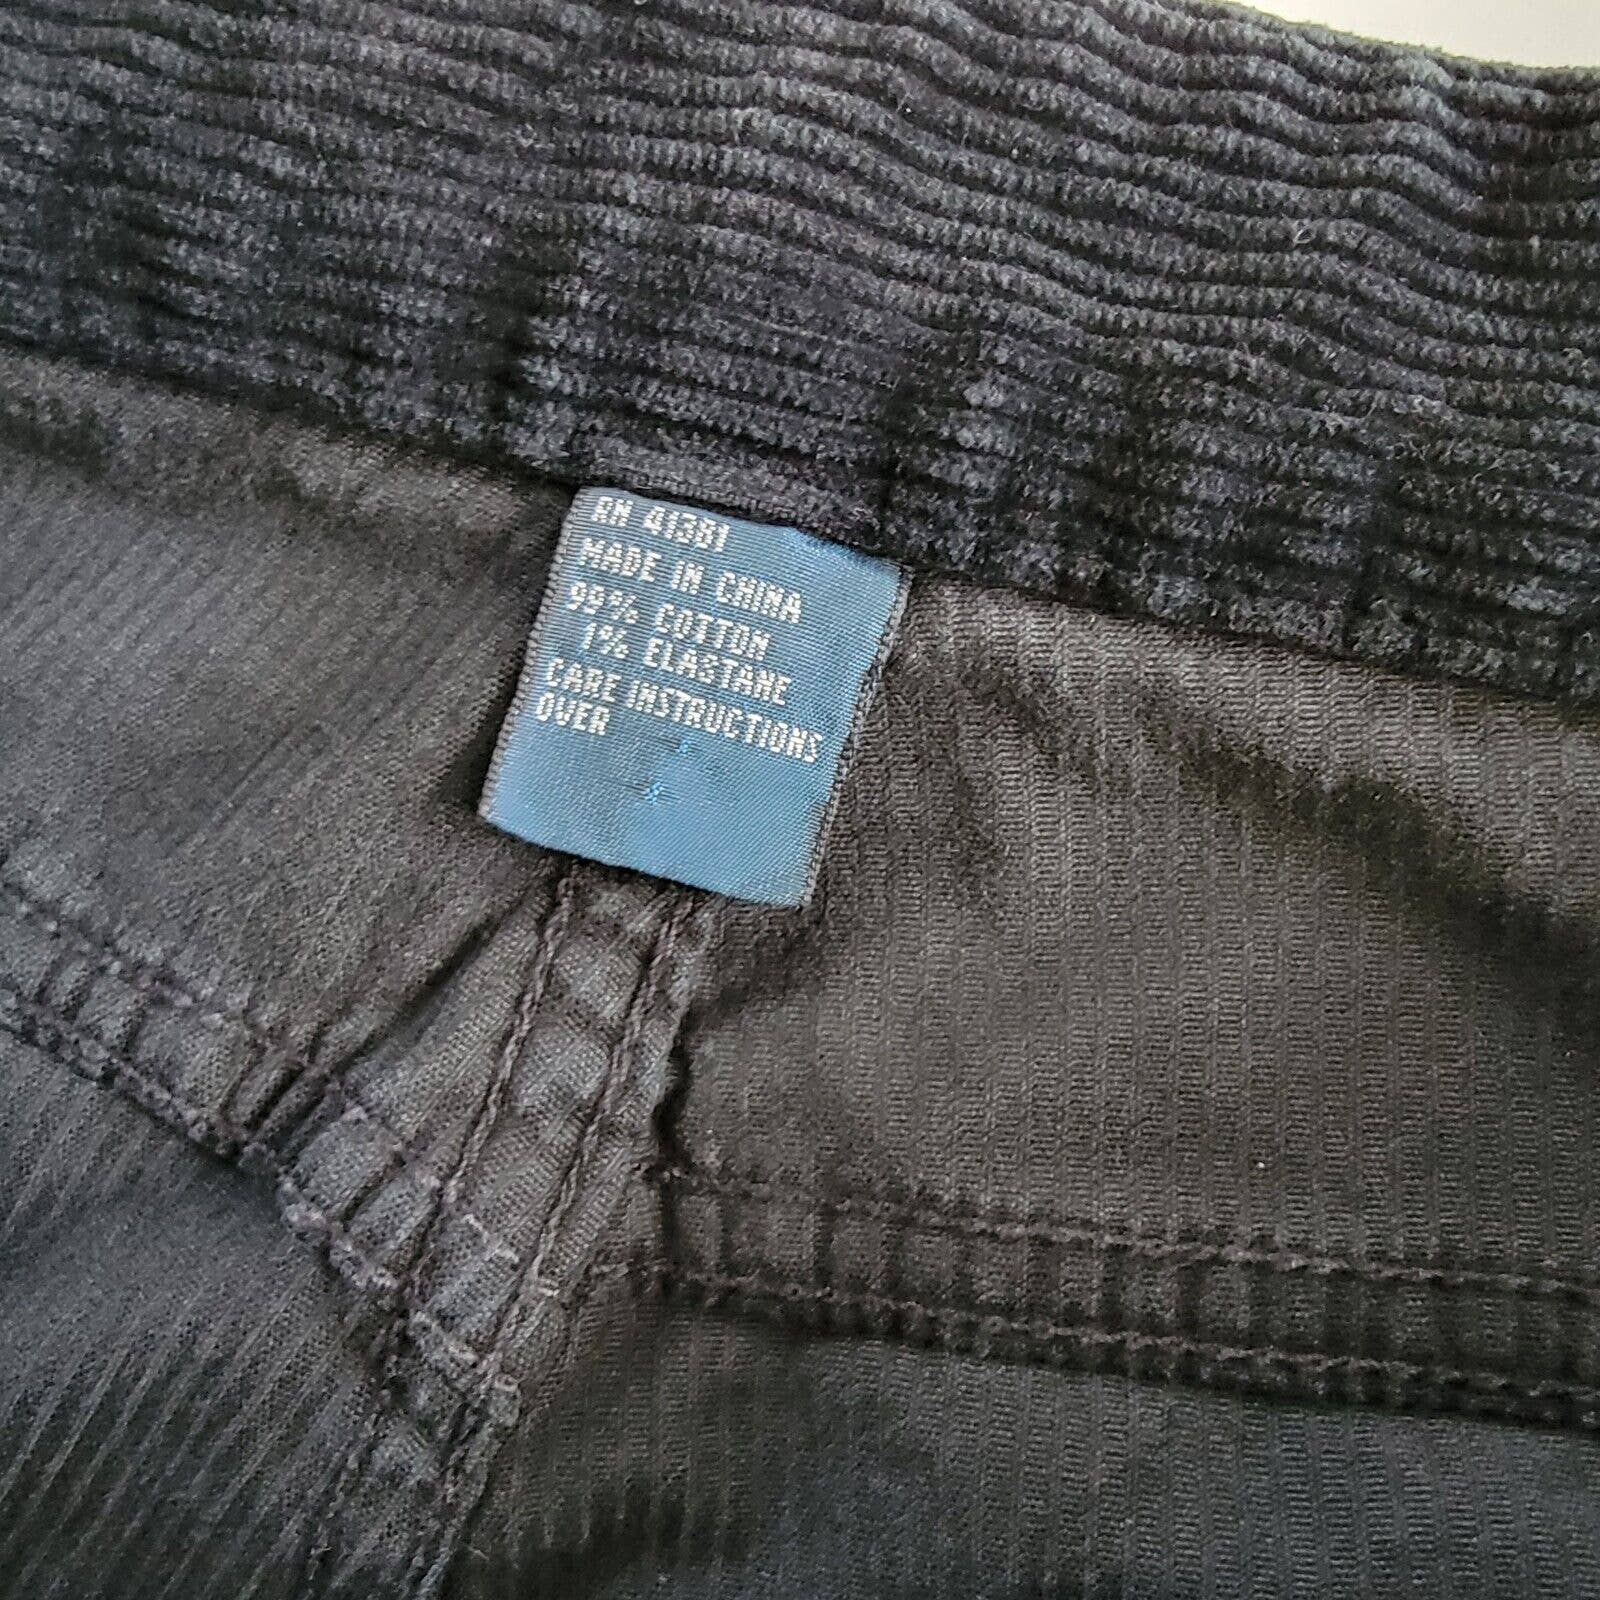 RN 41381
MADE IN CHINA
99% COTTON
1% ELASTANE
CARE INSTRUCTIONS
OVER